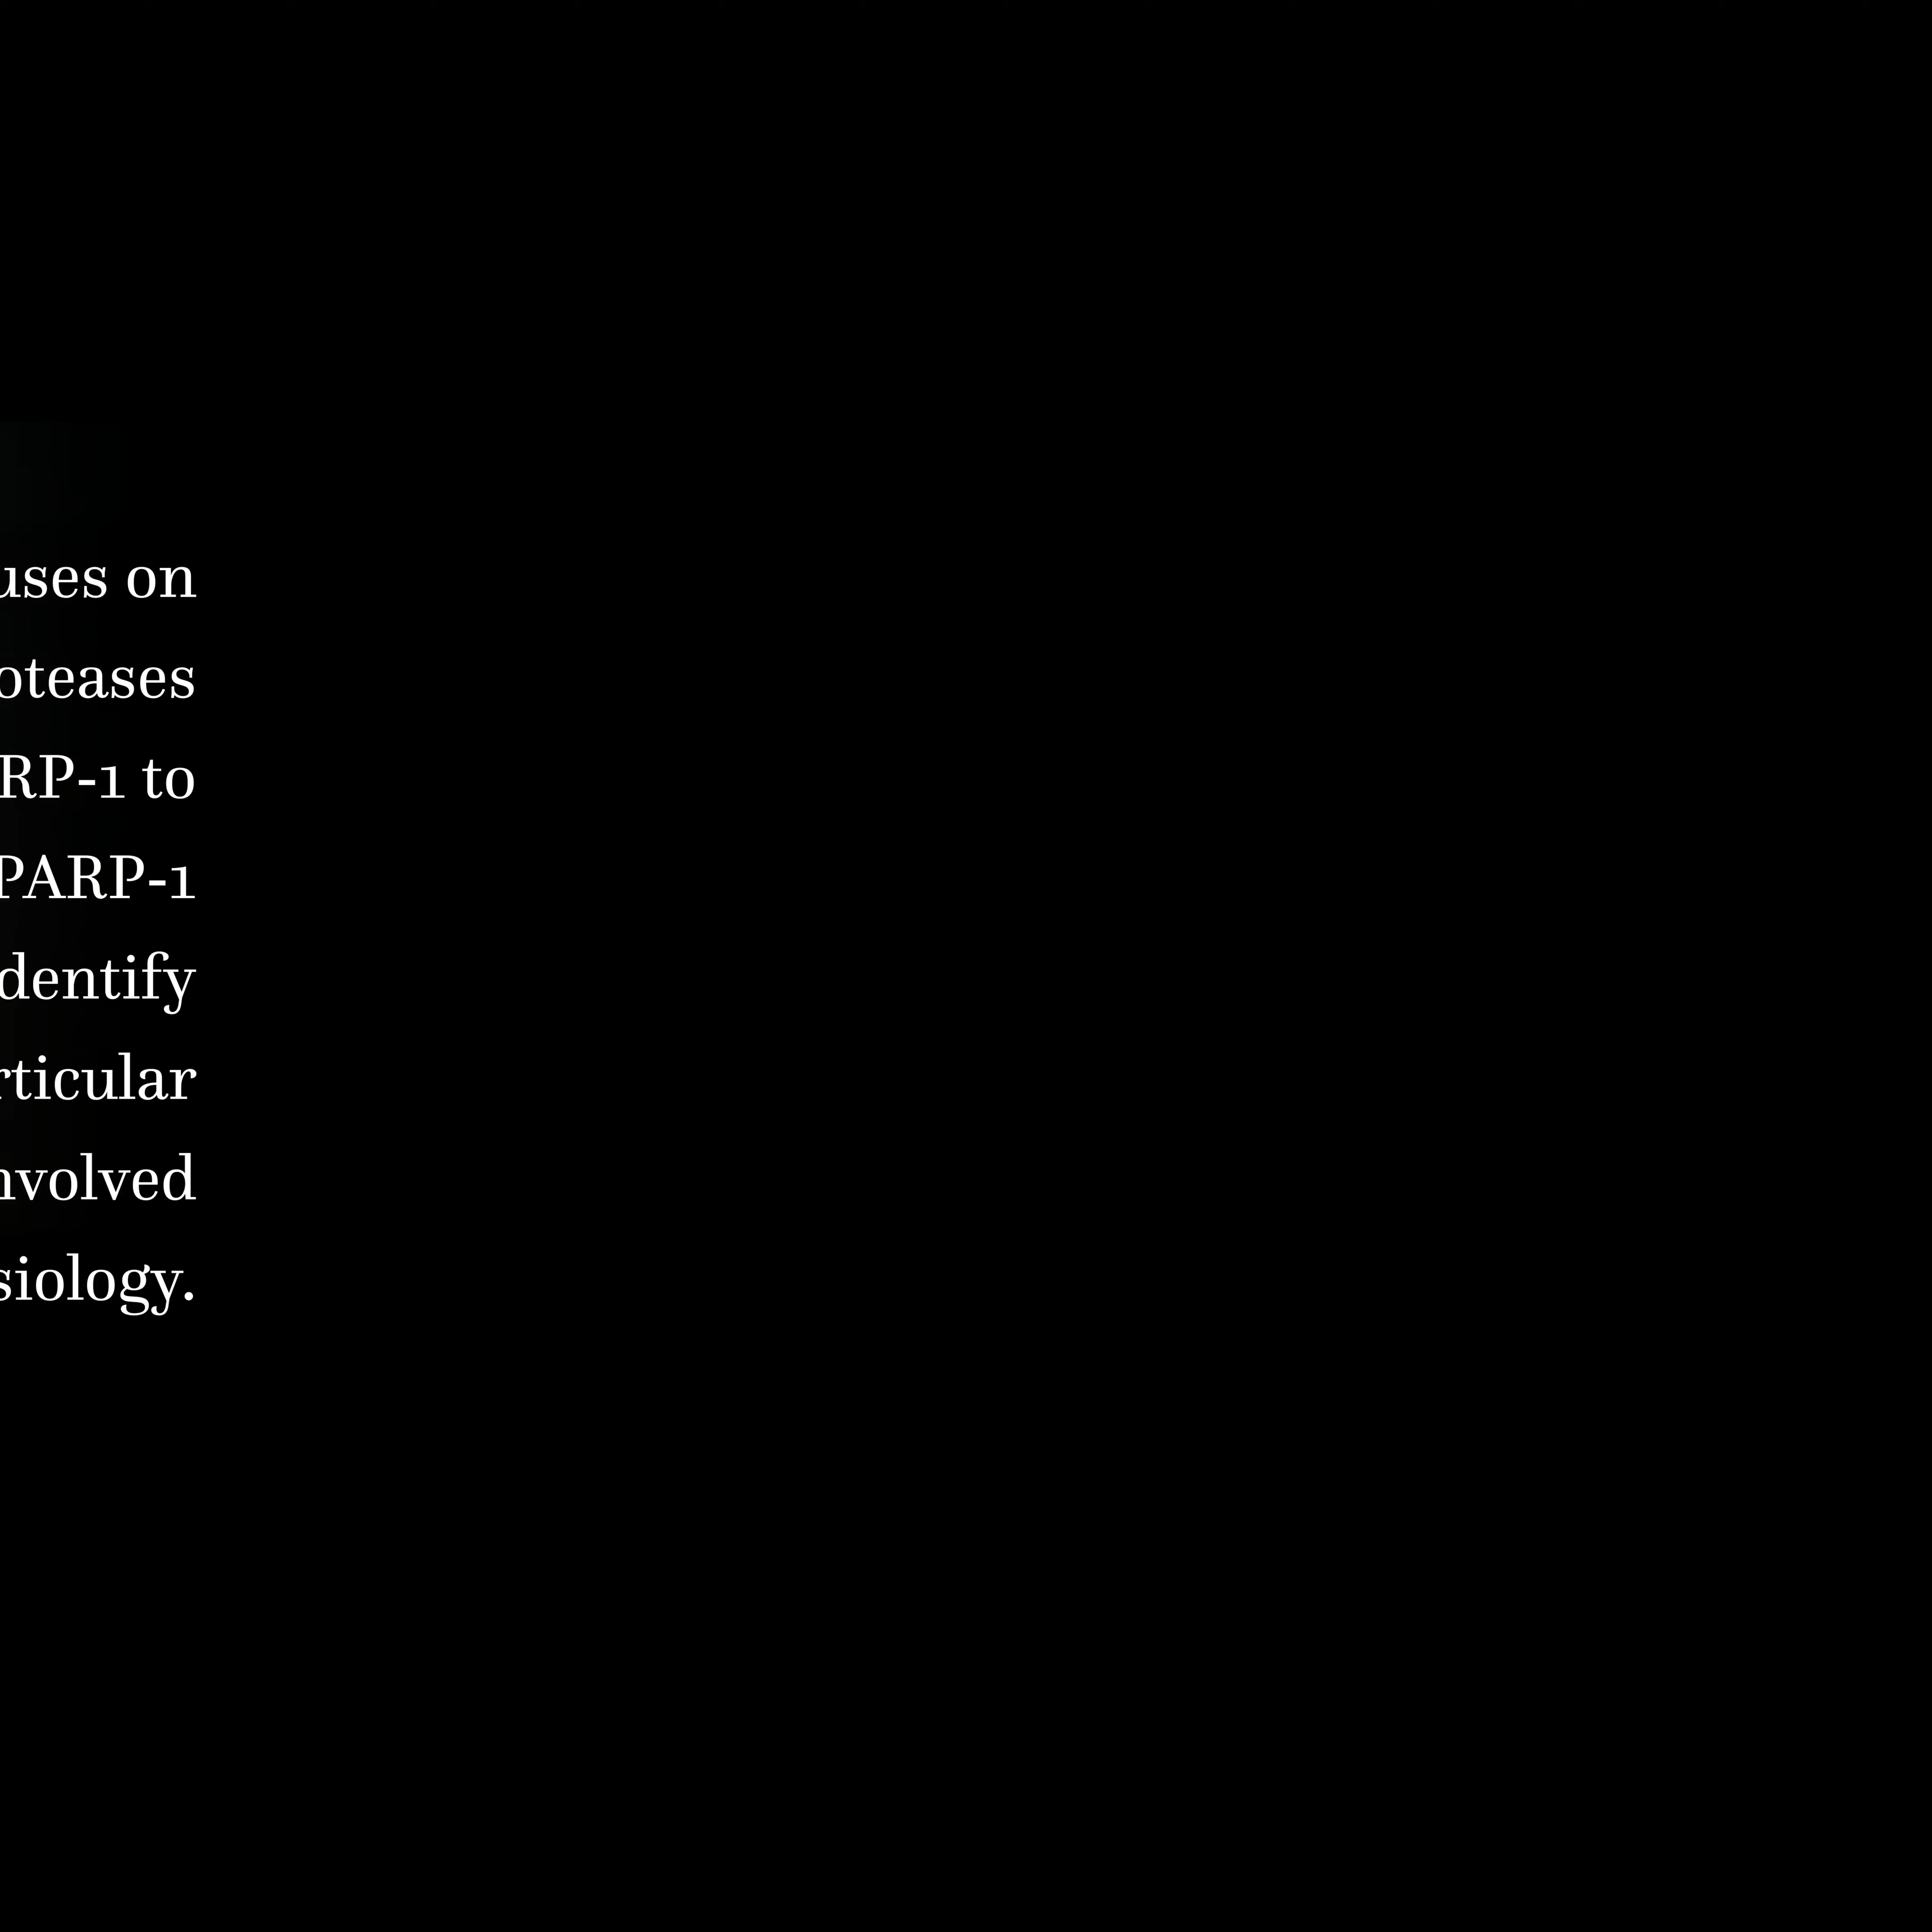 uses on
oteases
RP-1 to
PARP-1
dentify
rticular
nvolved
siology.